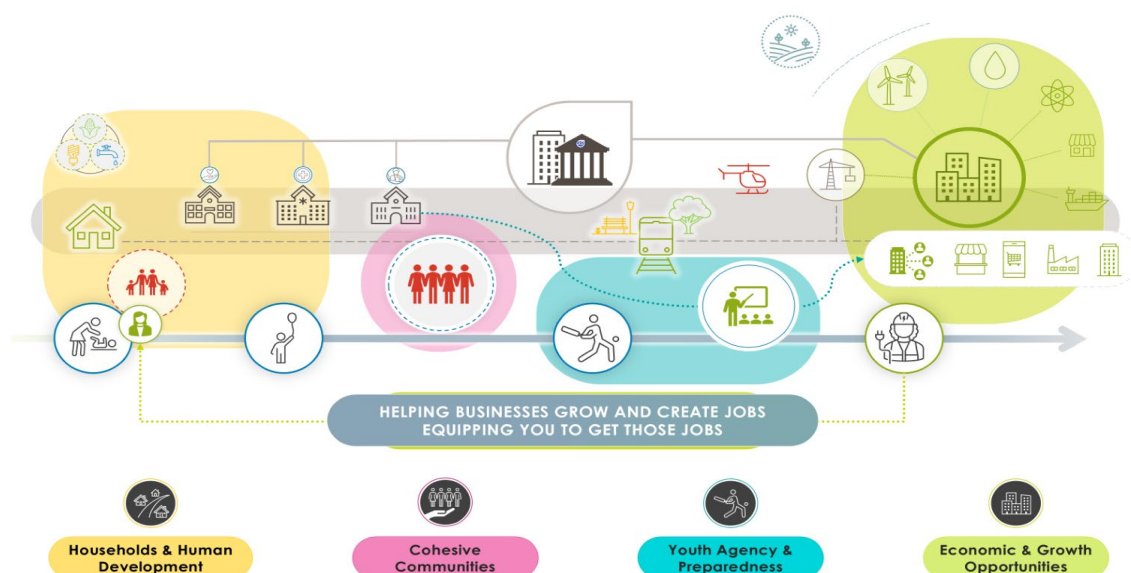 HELPING BUSINESSES GROW AND CREATE JOBS
EQUIPPING YOU TO GET THOSE JOBS
Households & Human
Development
Cohesive
Communities
Youth Agency &
Preparedness
Economic & Growth
Opportunities